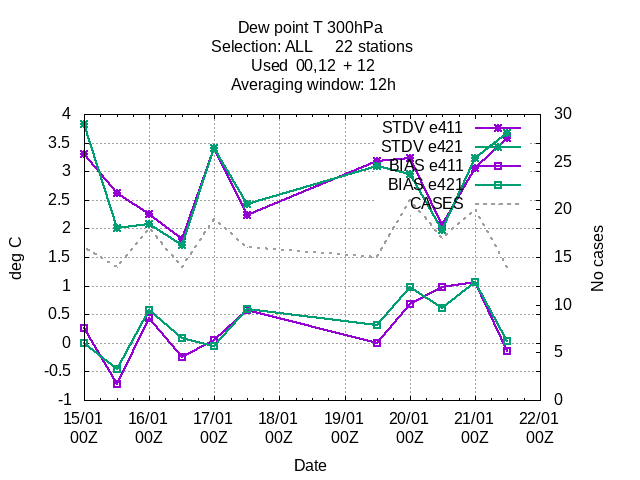 Dew point T 300hPa
Selection: ALL 22 stations
Used 00,12 + 12
Averaging window: 12h
4
3.5
3
2.5
2
1.5
1
0.5
0
-0.5
-1
30
25
20
15
10
5
0
STDV e411
STDV e421
BIAS e411
BIAS e421
CASES
deg C
No cases
15/01 16/01 17/01 18/01 19/01 20/01 21/01 22/01
00Z 00Z 00Z 00Z 00Z 00Z 00Z 00Z
Date